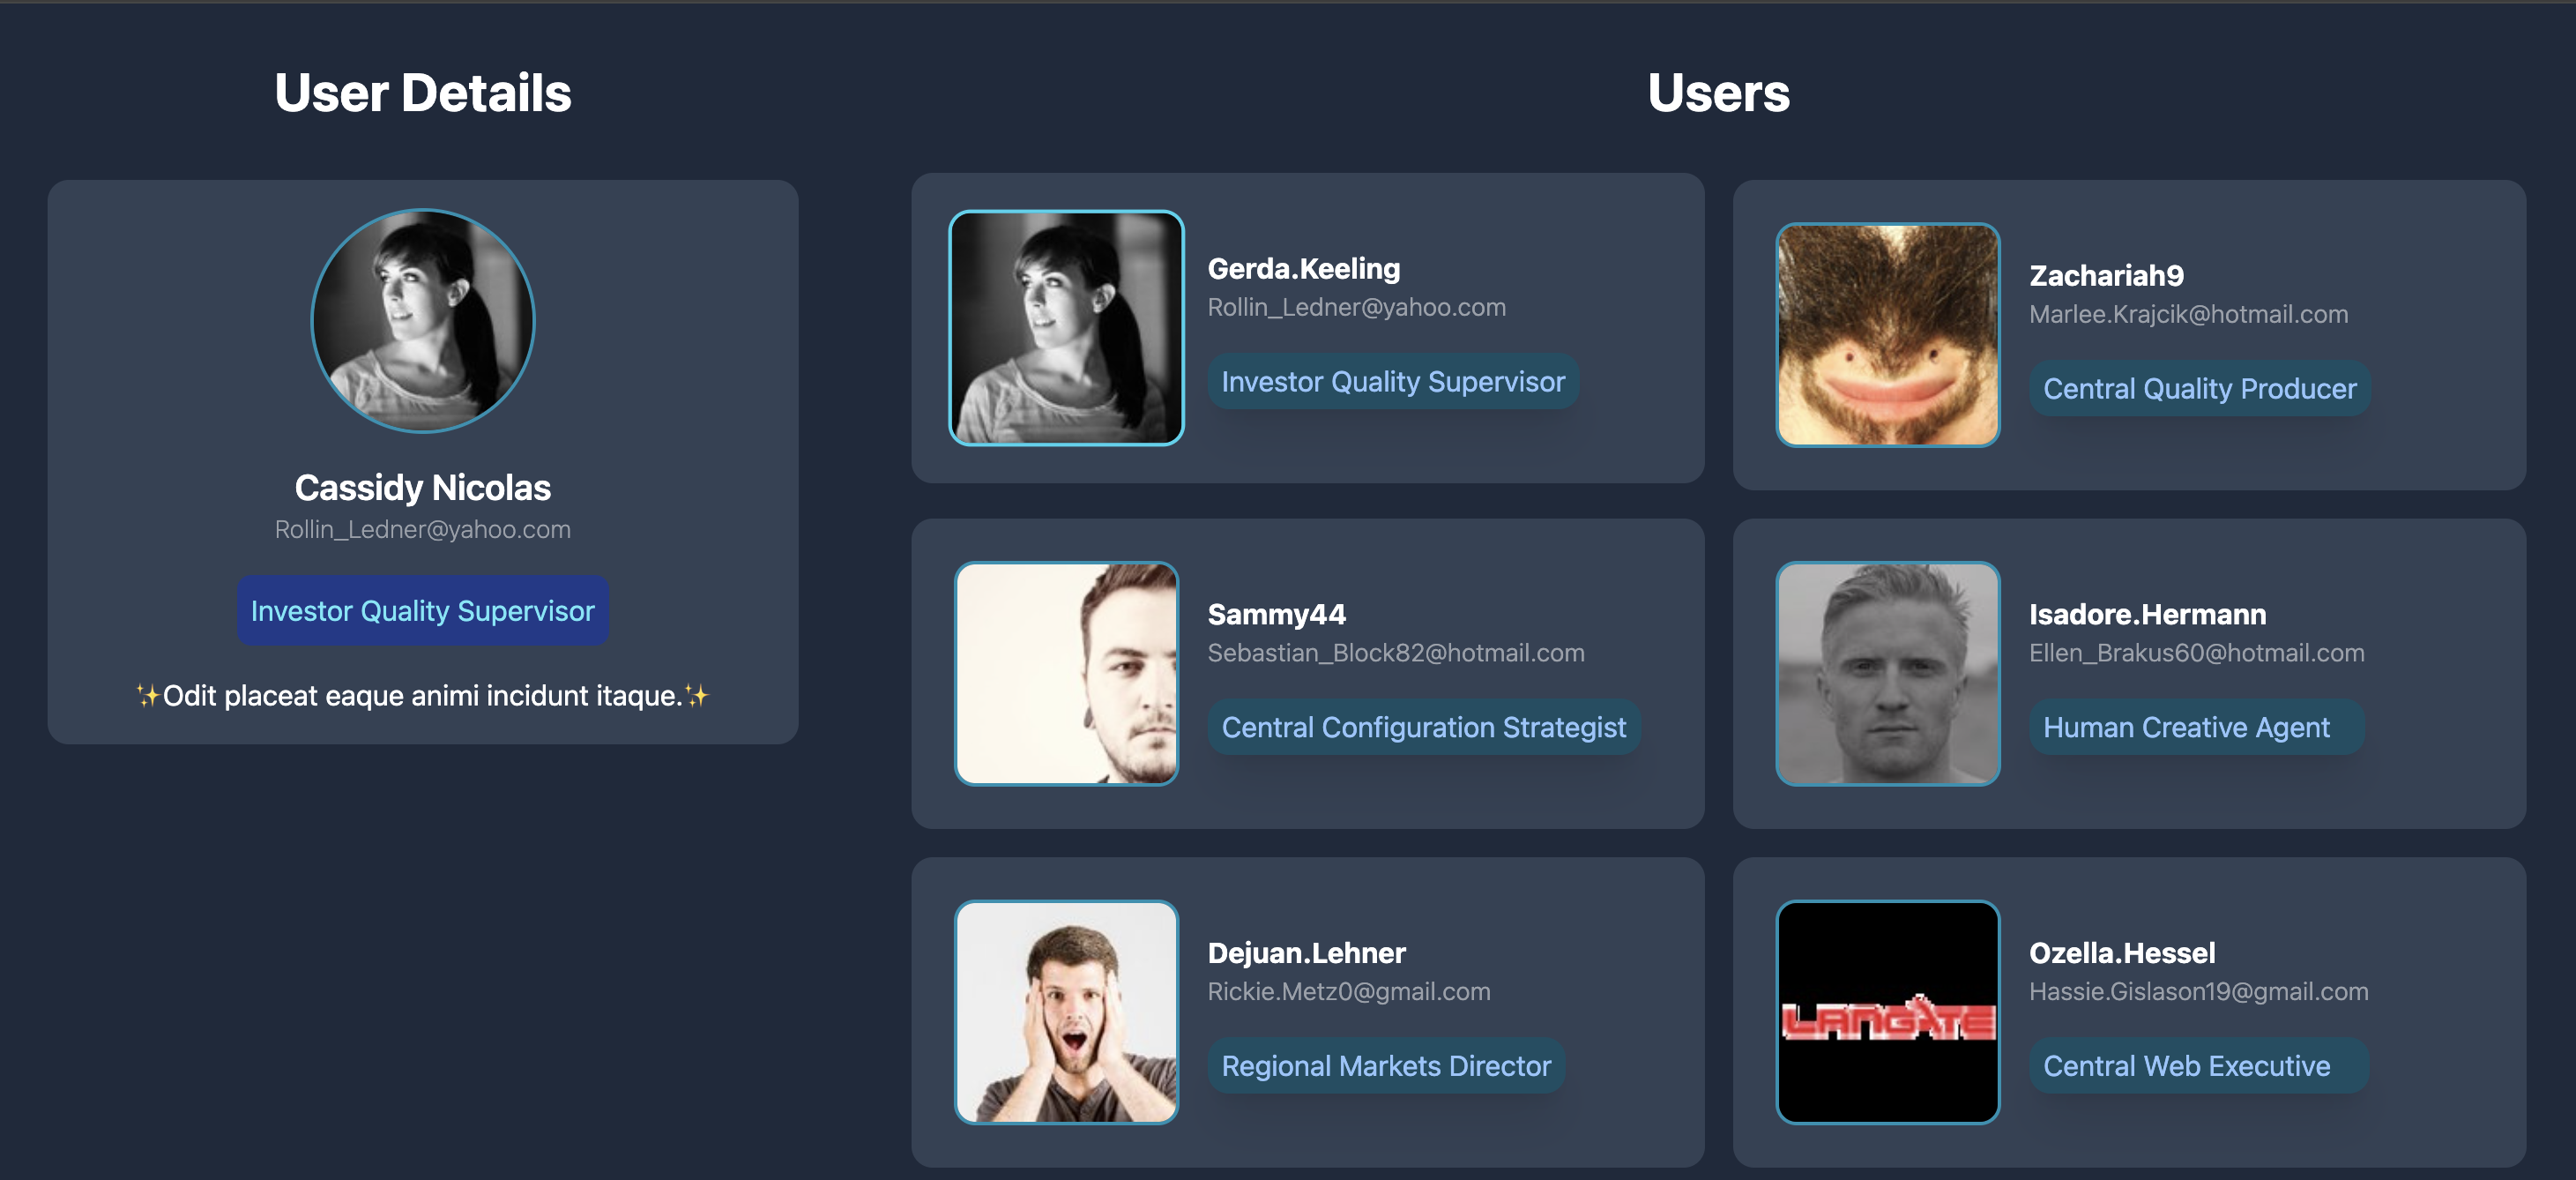 User Details
Cassidy Nicolas
Rollin_Ledner@yahoo.com
Investor Quality Supervisor
✨Odit placeat eaque animi incidunt itaque.✨
Users
Gerda.Keeling
Rollin_Ledner@yahoo.com
Investor Quality Supervisor
Zachariah9
Marlee.Krajcik@hotmail.com
Central Quality Producer
Sammy44
Sebastian_Block82@hotmail.com
Central Configuration Strategist
Isadore.Hermann
Ellen_Brakus60@hotmail.com
Human Creative Agent
Dejuan.Lehner
Rickie.Metz0@gmail.com
Regional Markets Director
LANGATE
Ozella.Hessel
Hassie.Gislason19@gmail.com
Central Web Executive